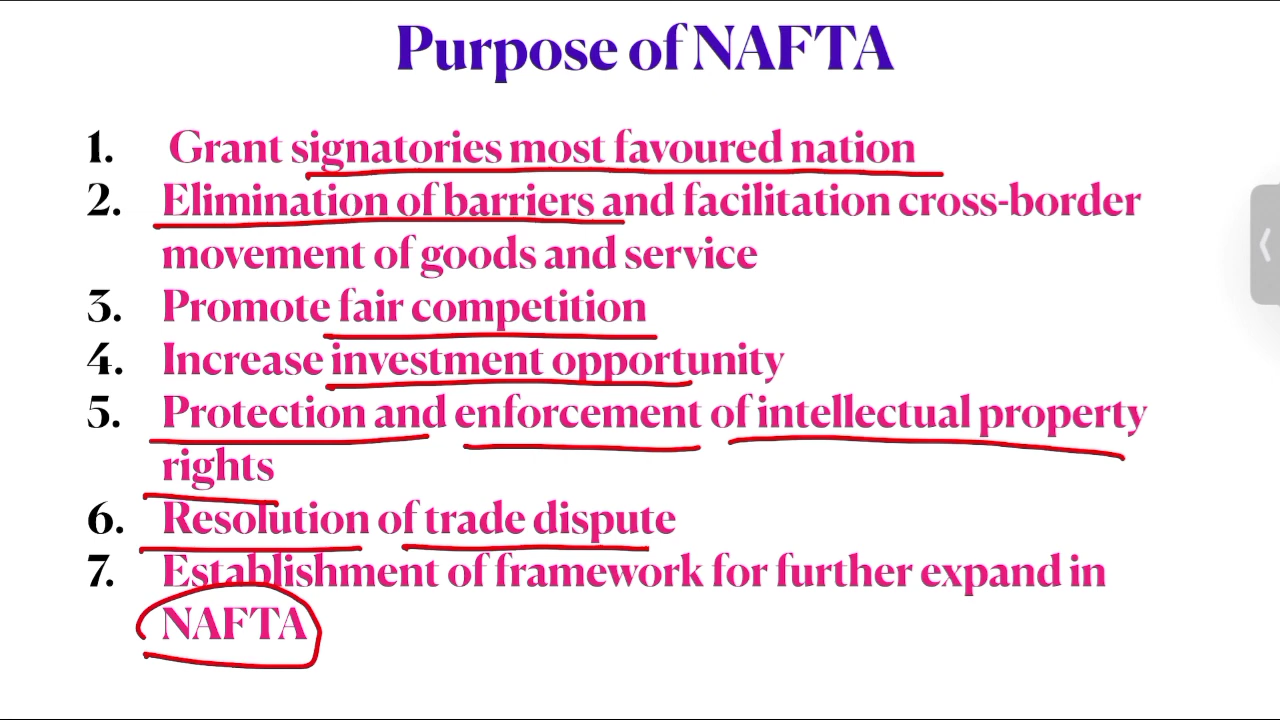 Purpose of NAFTA
1. Grant signatories most favoured nation
2. Elimination of barriers and facilitation cross-border
movement of goods and service
3. Promote fair competition
4. Increase investment opportunity
5. Protection and enforcement of intellectual property
rights
6. Resolution of trade dispute
7. Establishment of framework for further expand in
NAFTA